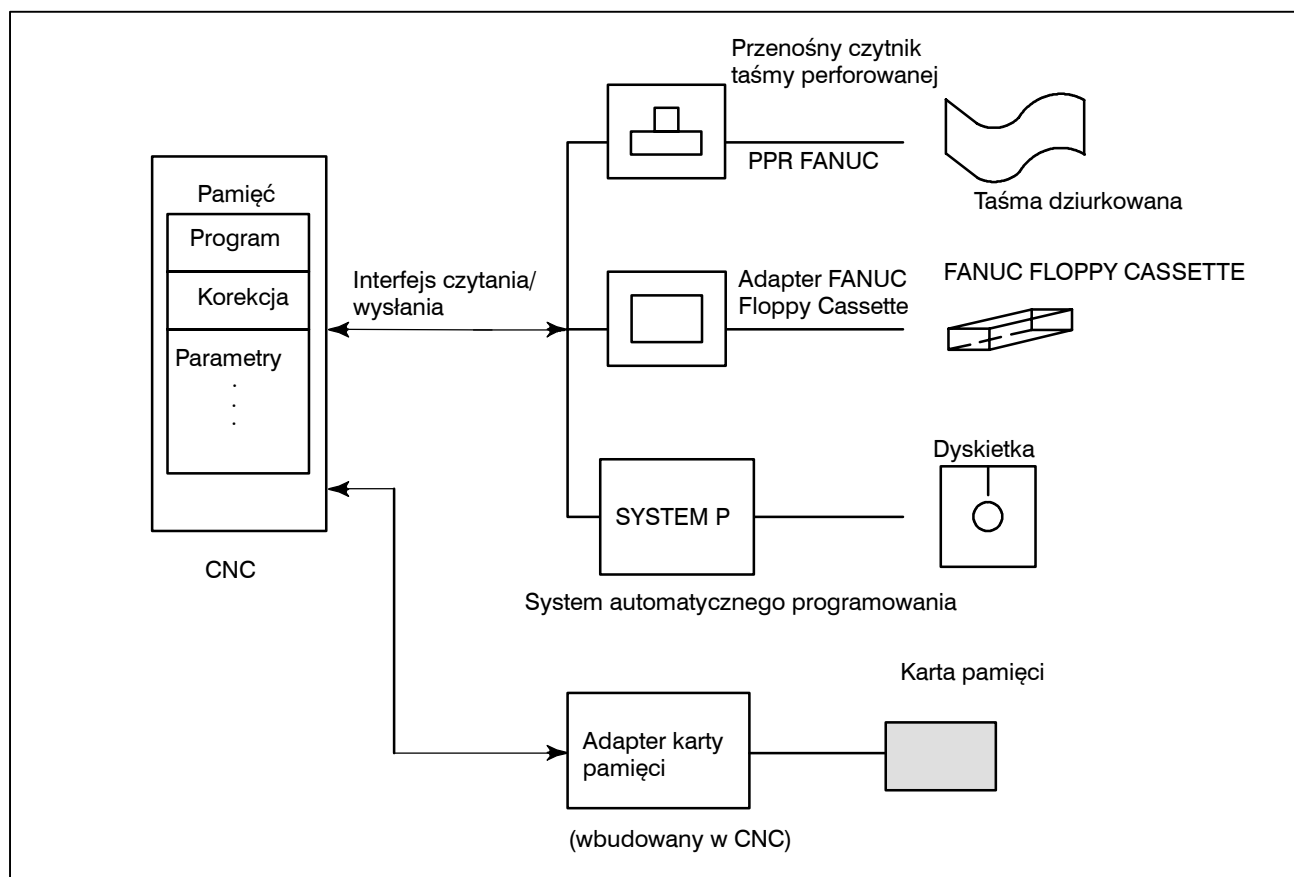 Przenośny czytnik
taśmy perforowanej
PPR FANUC
Taśma dziurkowana
Pamięć
Program
Korekcja
Parametry
Interfejs czytania/
wysłania
Adapter FANUC
Floppy Cassette
FANUC FLOPPY CASSETTE
CNC
SYSTEM P
Dyskietka
System automatycznego programowania
Karta pamięci
Adapter karty
pamięci
(wbudowany w CNC)